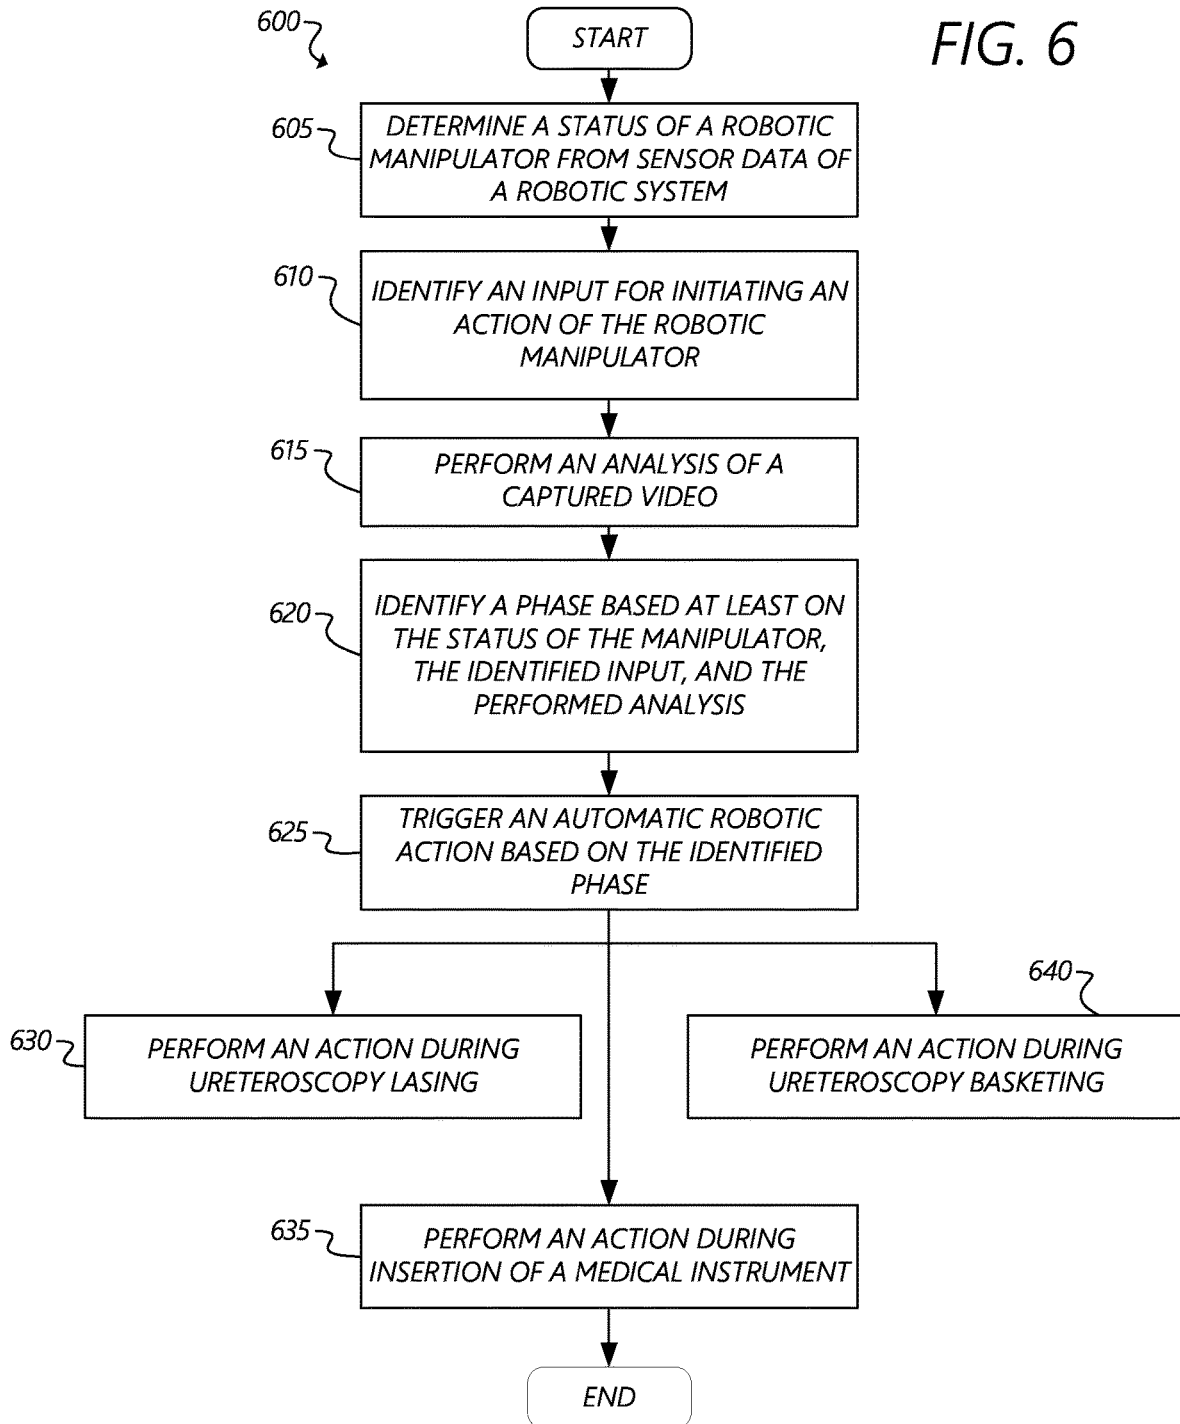 600
START
FIG. 6
605
DETERMINE A STATUS OF A ROBOTIC
MANIPULATOR FROM SENSOR DATA OF
A ROBOTIC SYSTEM
610
IDENTIFY AN INPUT FOR INITIATING AN
ACTION OF THE ROBOTIC
MANIPULATOR
615
PERFORM AN ANALYSIS OF A
CAPTURED VIDEO
620
IDENTIFY A PHASE BASED AT LEAST ON
THE STATUS OF THE MANIPULATOR,
THE IDENTIFIED INPUT, AND THE
PERFORMED ANALYSIS
625
TRIGGER AN AUTOMATIC ROBOTIC
ACTION BASED ON THE IDENTIFIED
PHASE
630
PERFORM AN ACTION DURING
URETEROSCOPY LASING
640
PERFORM AN ACTION DURING
URETEROSCOPY BASKETING
635
PERFORM AN ACTION DURING
INSERTION OF A MEDICAL INSTRUMENT
END